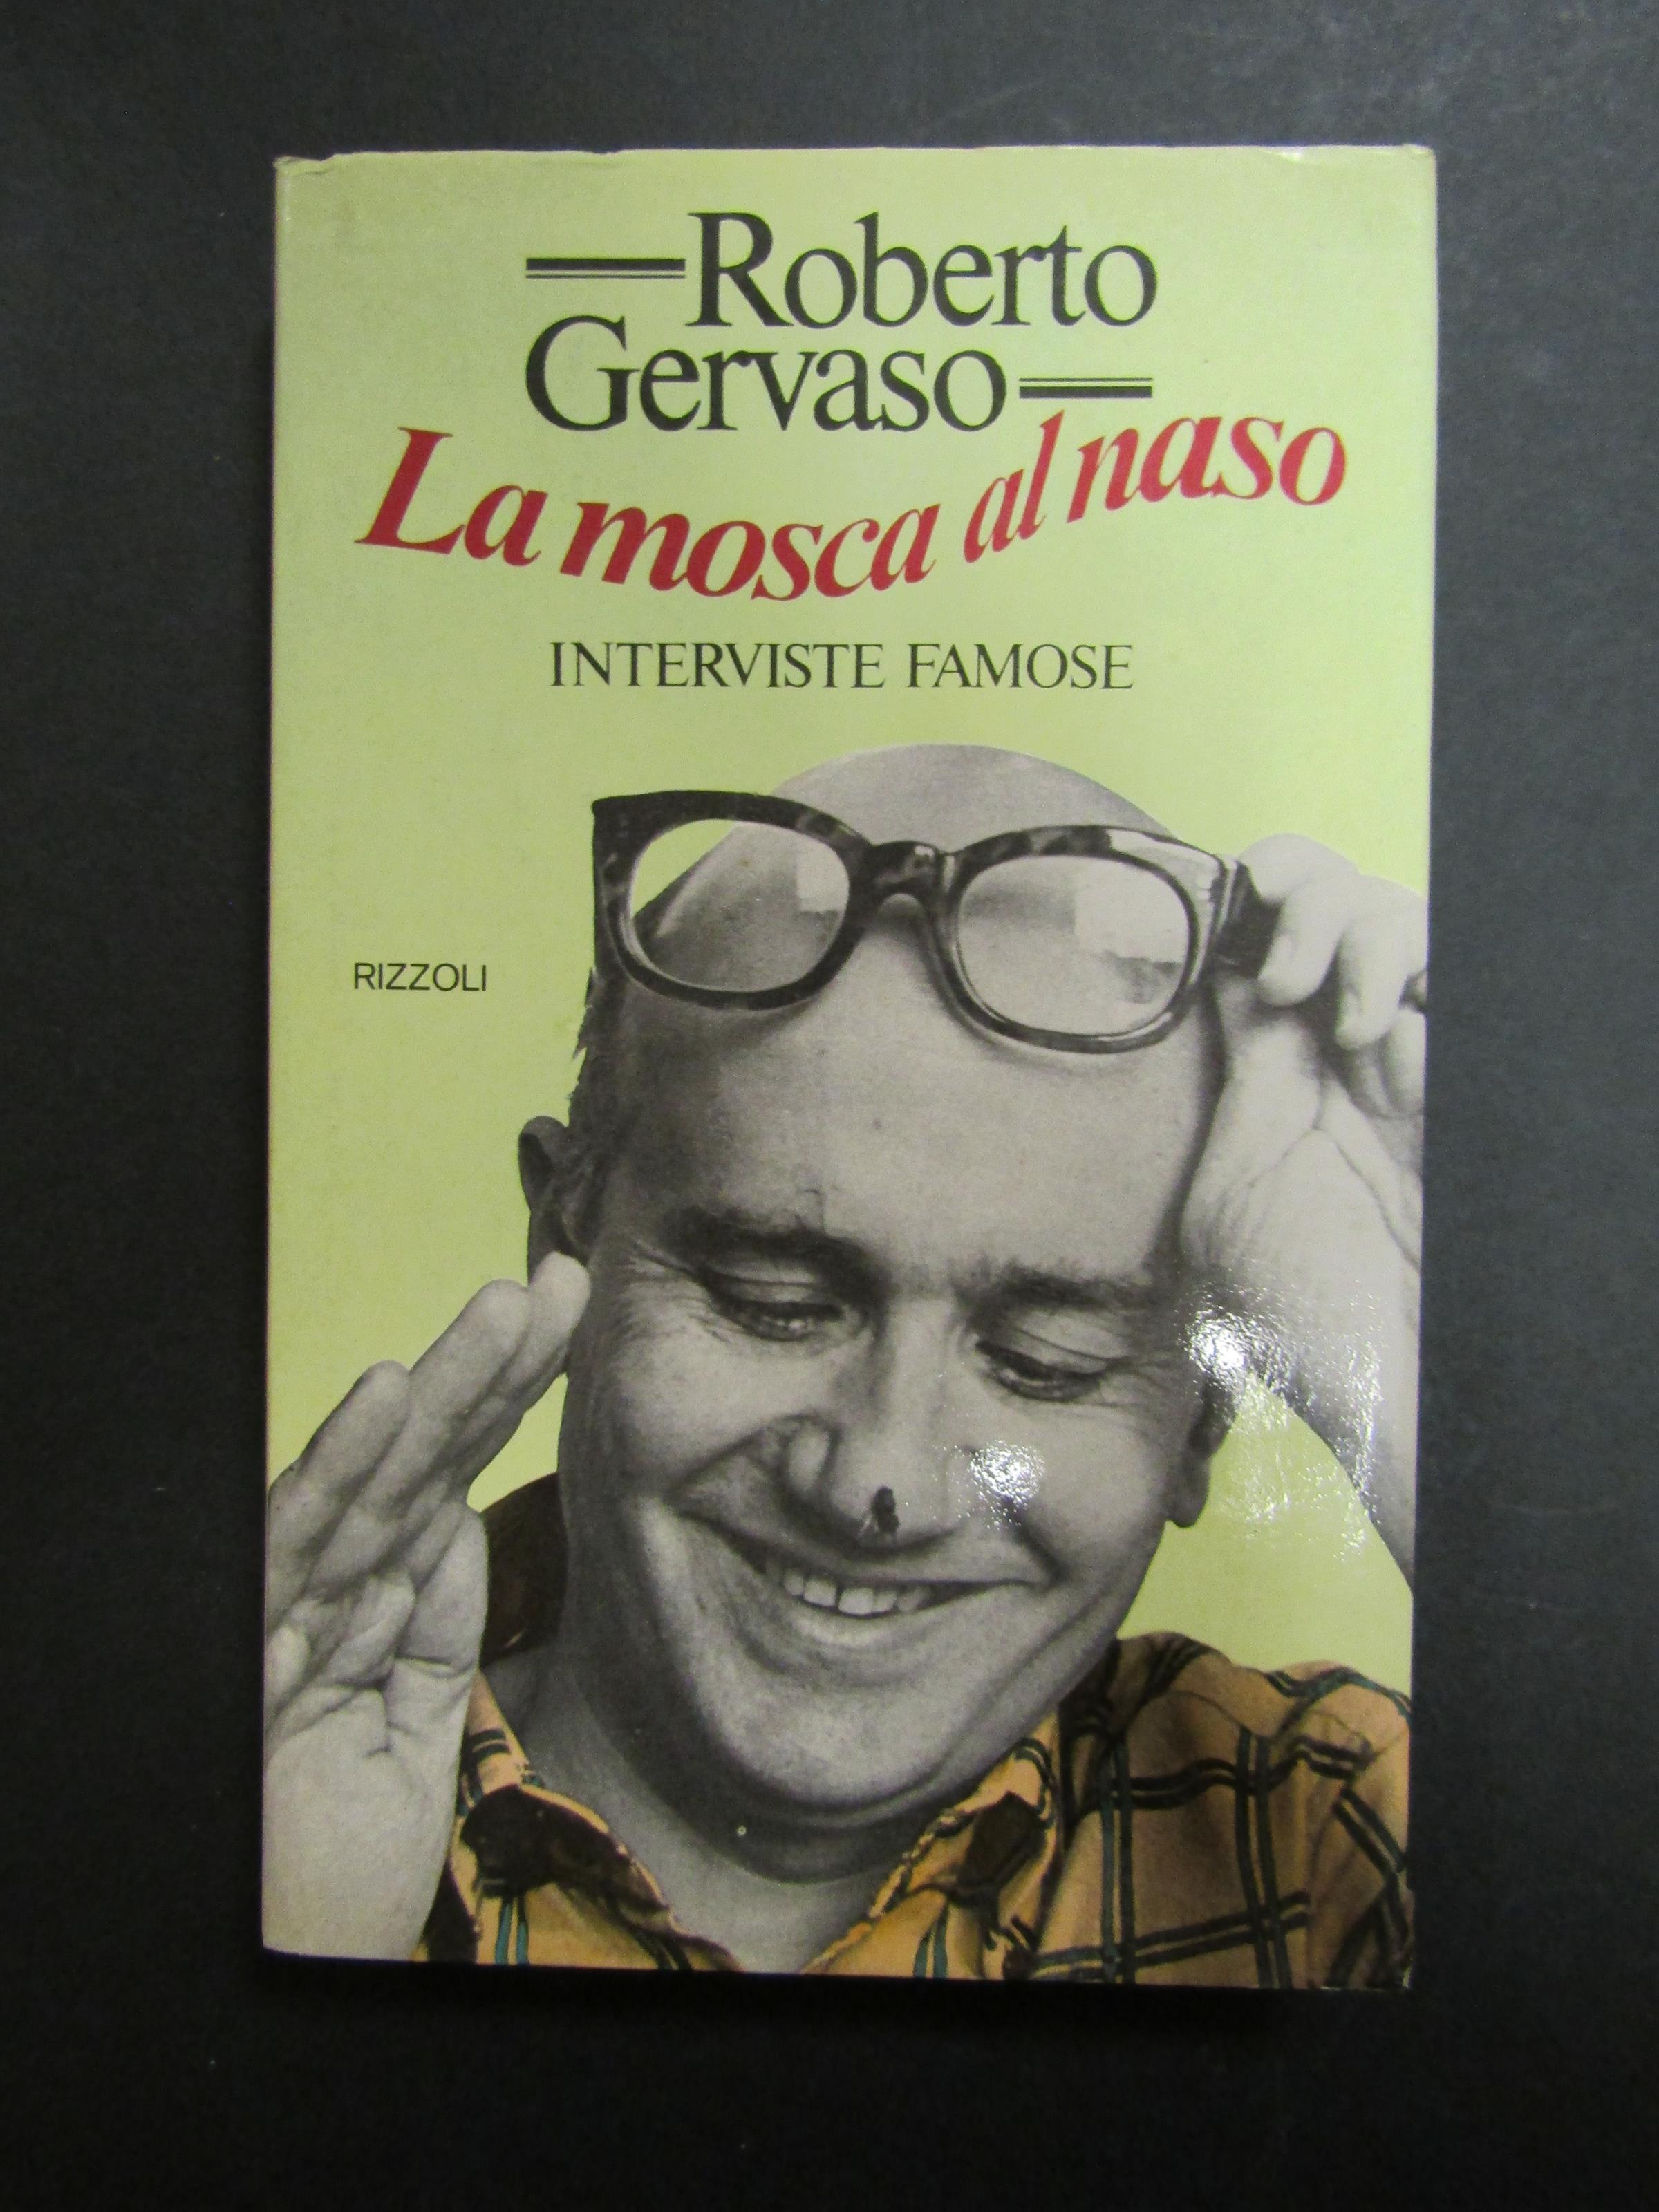 Roberto
Gervaso
La mosca al naso
INTERVISTE FAMOSE
RIZZOLI